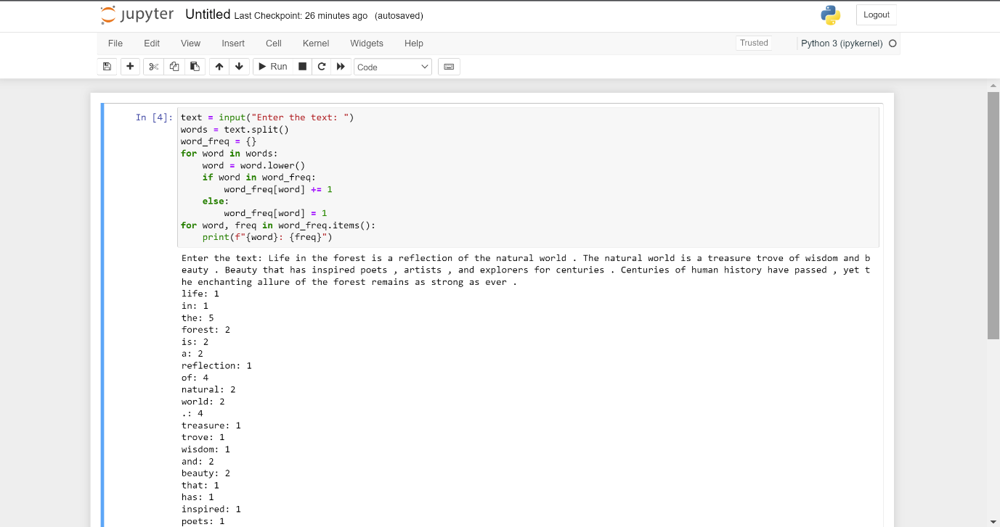 jupyter Untitled Last Checkpoint: 26 minutes ago (autosaved) Logout
File Edit View Insert Cell Kernel Widgets Help Trusted Python 3 (ipykernel)
Run Code
In [4]: text = input("Enter the text: ")
words = text.split()
word_freq = {}
for word in words:
    word = word.lower()
    if word in word_freq:
        word_freq[word] += 1
    else:
        word_freq[word] = 1
for word, freq in word_freq.items():
    print(f"{word}: {freq}")
Enter the text: Life in the forest is a reflection of the natural world . The natural world is a treasure trove of wisdom and b
eauty . Beauty that has inspired poets , artists , and explorers for centuries . Centuries of human history have passed , yet t
he enchanting allure of the forest remains as strong as ever .
life: 1
in: 1
the: 5
forest: 2
is: 2
a: 2
reflection: 1
of: 4
natural: 2
world: 2
.: 4
treasure: 1
trove: 1
wisdom: 1
and: 2
beauty: 2
that: 1
has: 1
inspired: 1
poets: 1